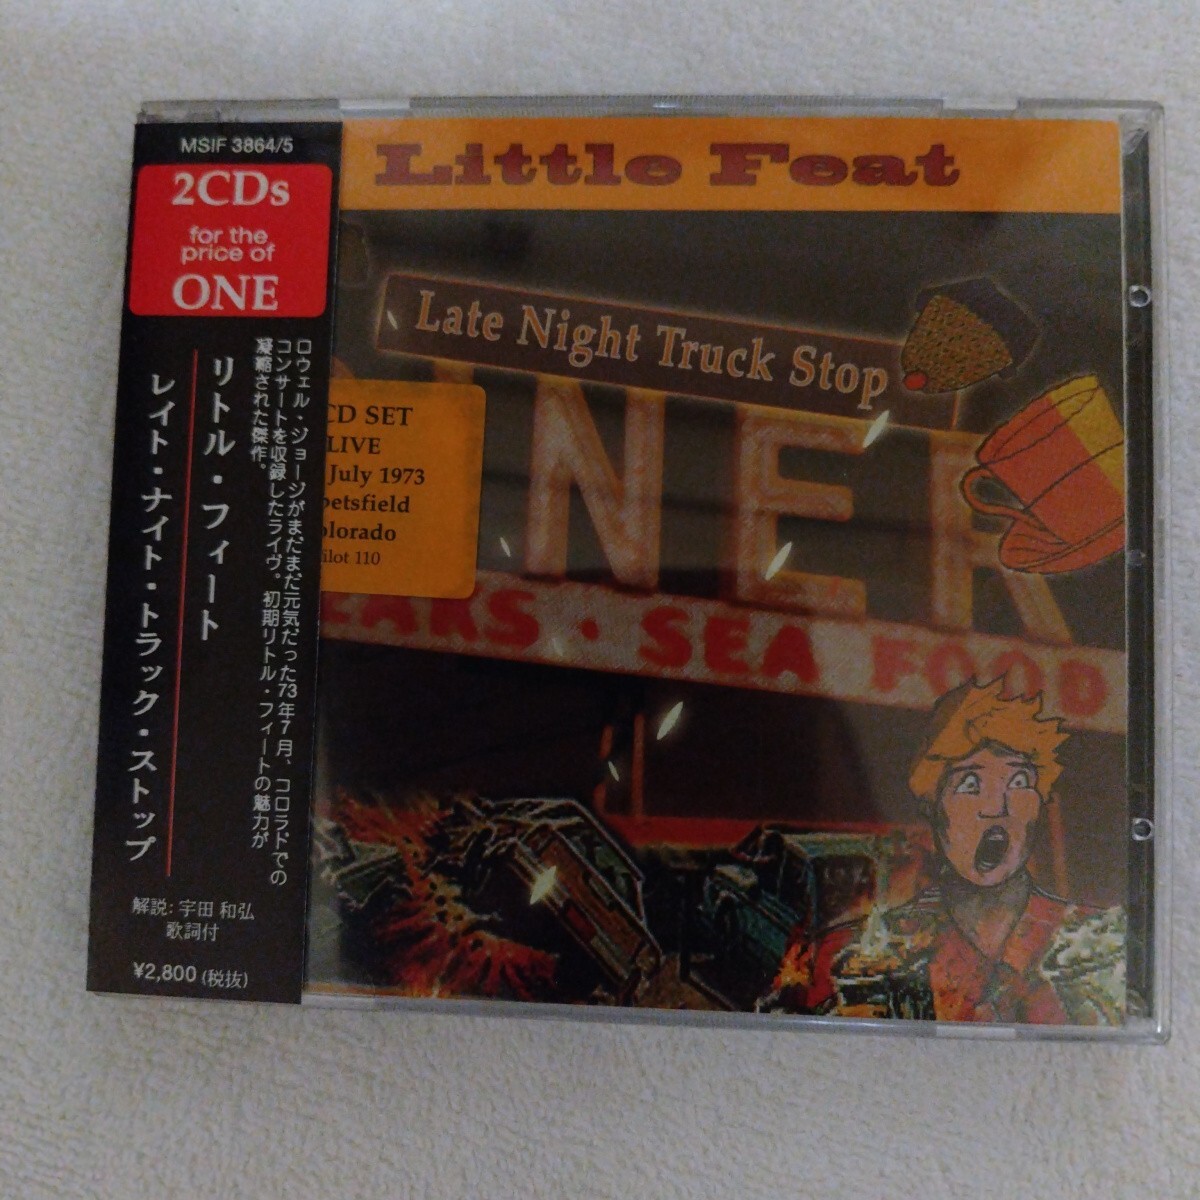 MSIF 3864/5
2CDs
for the
price of
ONE
ロウェル・ジョージがまだまだ元気だった73年7月、コロラドでの
コンサートを収録したライヴ。初期リトル・フィートの魅力が
凝縮された傑作。
リトル・フィート
レイト・ナイト・トラック・ストップ
解説: 宇田 和弘
歌詞付
¥2,800 (税抜)
Little Feat
Late Night Truck Stop
CD SET
LIVE
July 1973
petsfield
olorado
ilot 110
INER
EAKS · SEA FOOD